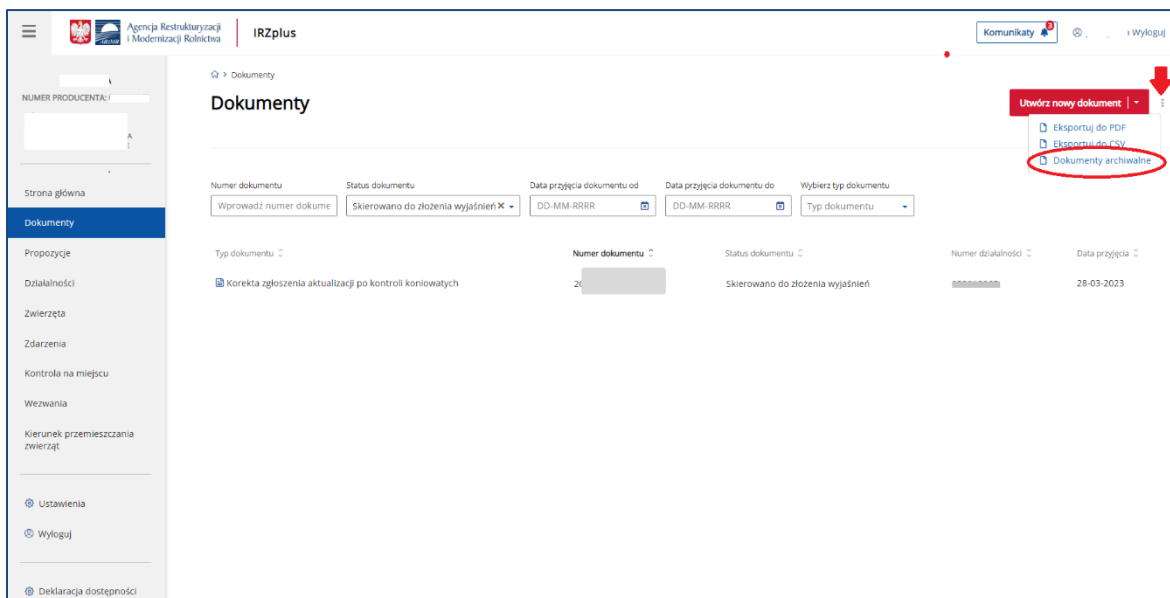 Agencja Restrukturyzacji
i Modernizacji Rolnictwa
IRZplus
Komunikaty 3
Wyloguj
NUMER PRODUCENTA:
> Dokumenty
Dokumenty
Utwórz nowy dokument
Eksportuj do PDF
Eksportuj do CSV
Dokumenty archiwalne
Strona główna
Dokumenty
Propozycje
Działalności
Zwierzęta
Zdarzenia
Kontrola na miejscu
Wezwania
Kierunek przemieszczania
zwierząt
Ustawienia
Wyloguj
Deklaracja dostępności
Numer dokumentu Status dokumentu Data przyjęcia dokumentu od Data przyjęcia dokumentu do Wybierz typ dokumentu
Wprowadź numer dokume Skierowano do złożenia wyjaśnień DD-MM-RRRR DD-MM-RRRR Typ dokumentu
Typ dokumentu Numer dokumentu Status dokumentu Numer działalności Data przyjęcia
Korekta zgłoszenia aktualizacji po kontroli koniowatych Skierowano do złożenia wyjaśnień 28-03-2023